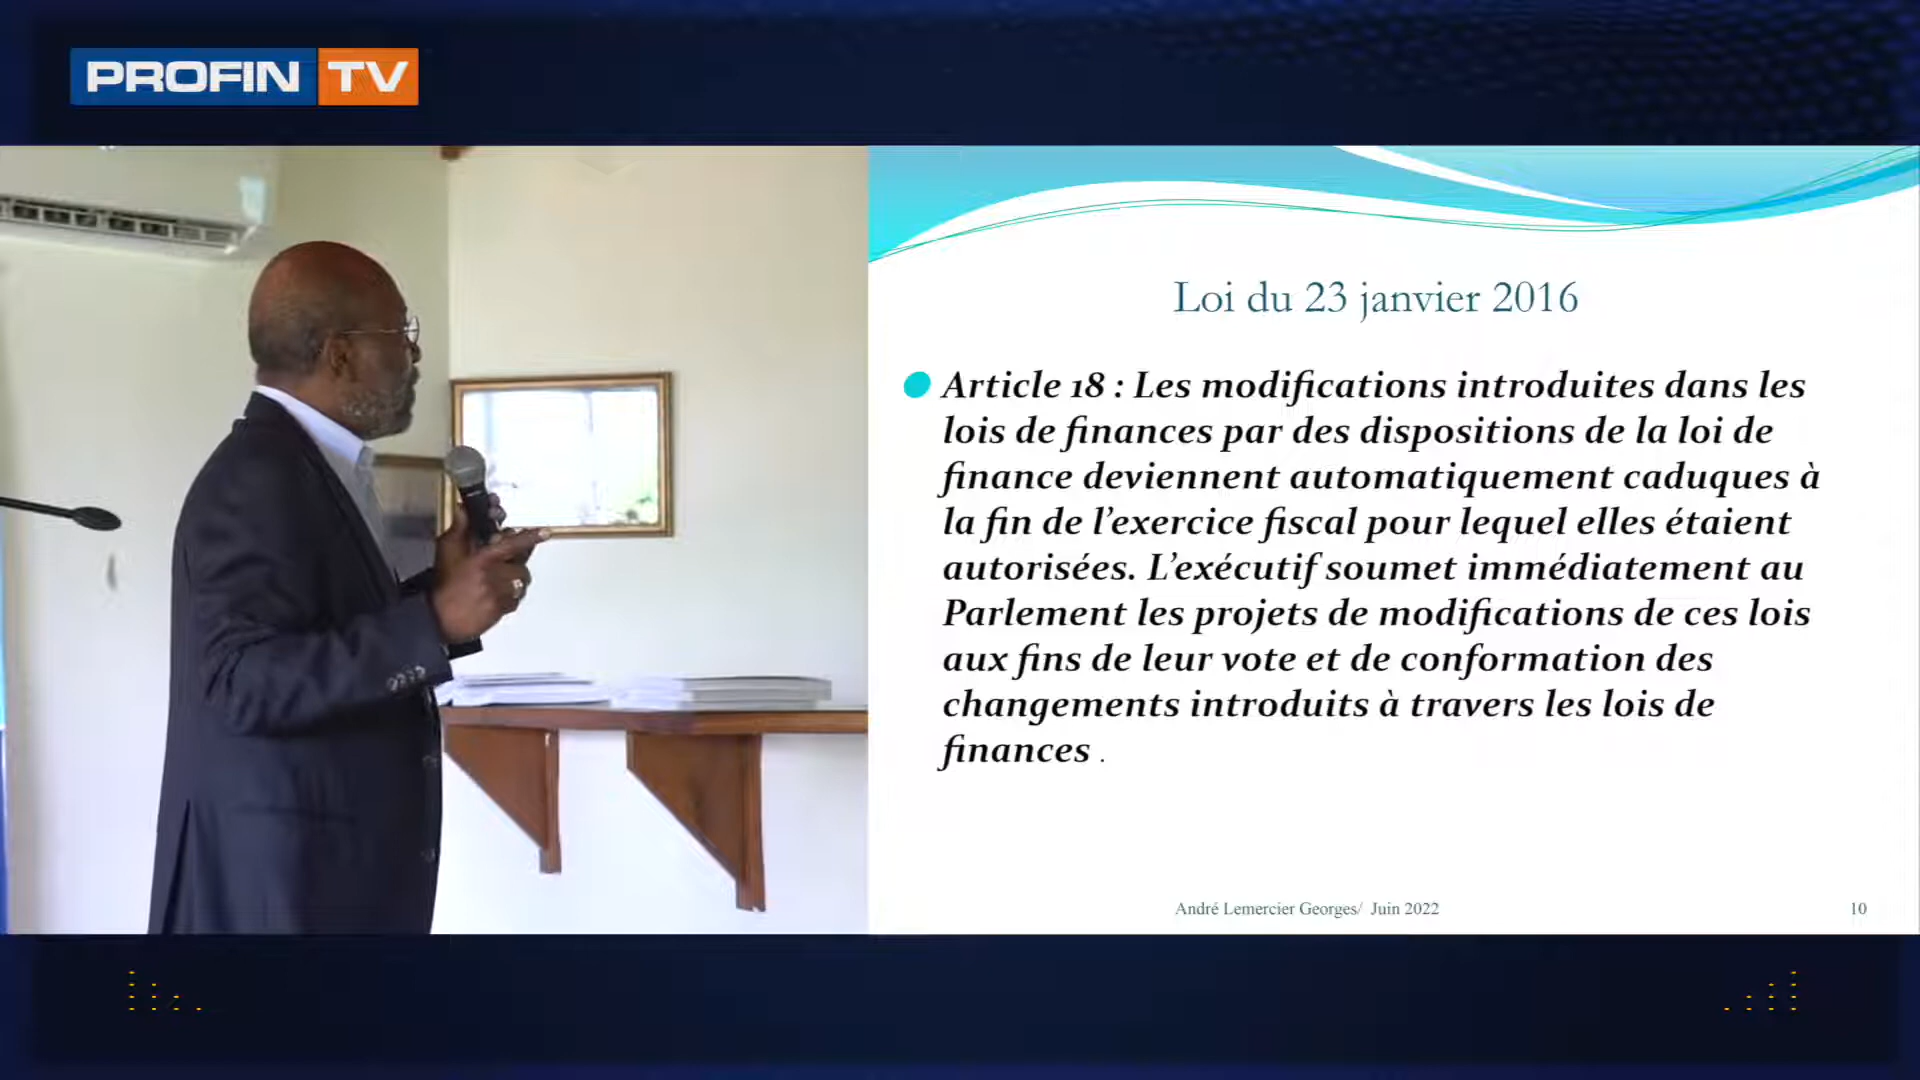 PROFIN TV
Loi du 23 janvier 2016
Article 18 : Les modifications introduites dans les
lois de finances par des dispositions de la loi de
finance deviennent automatiquement caduques à
la fin de l’exercice fiscal pour lequel elles étaient
autorisées. L’exécutif soumet immédiatement au
Parlement les projets de modifications de ces lois
aux fins de leur vote et de conformation des
changements introduits à travers les lois de
finances .
André Lemercier Georges/ Juin 2022
10